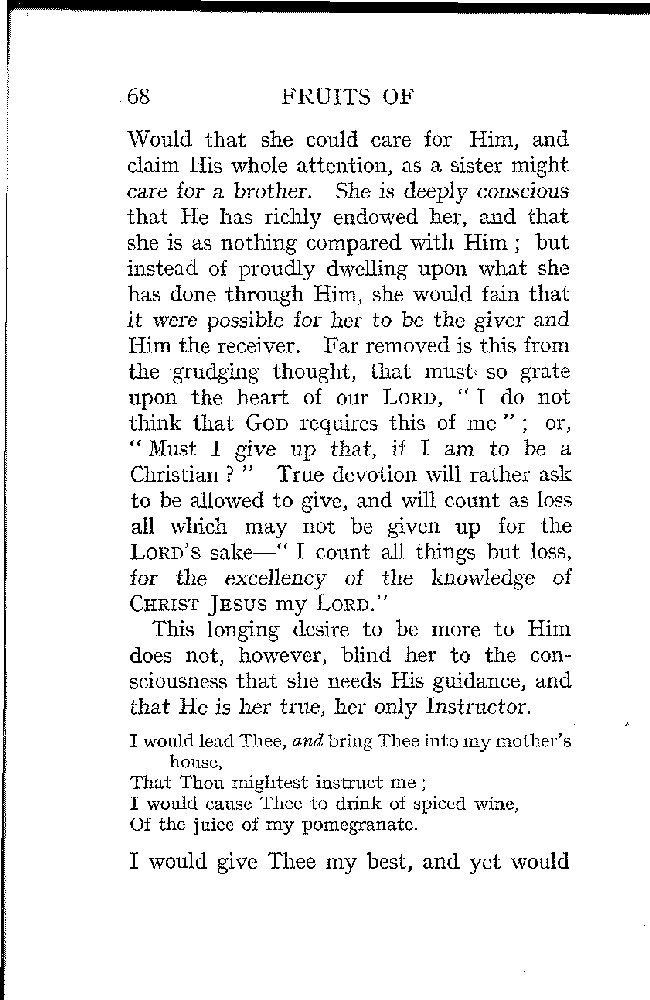 68 FRUITS OF
Would that she could care for Him, and
claim His whole attention, as a sister might
care for a brother. She is deeply conscious
that He has richly endowed her, and that
she is as nothing compared with Him ; but
instead of proudly dwelling upon what she
has done through Him, she would fain that
it were possible for her to be the giver and
Him the receiver. Far removed is this from
the grudging thought, that must so grate
upon the heart of our LORD, " I do not
think that GOD requires this of me " ; or,
" Must I give up that, if I am to be a
Christian ? " True devotion will rather ask
to be allowed to give, and will count as loss
all which may not be given up for the
LORD'S sake—" I count all things but loss,
for the excellency of the knowledge of
CHRIST JESUS my LORD."
This longing desire to be more to Him
does not, however, blind her to the con-
sciousness that she needs His guidance, and
that He is her true, her only Instructor.
I would lead Thee, and bring Thee into my mother's
house,
That Thou mightest instruct me ;
I would cause Thee to drink of spiced wine,
Of the juice of my pomegranate.
I would give Thee my best, and yet would